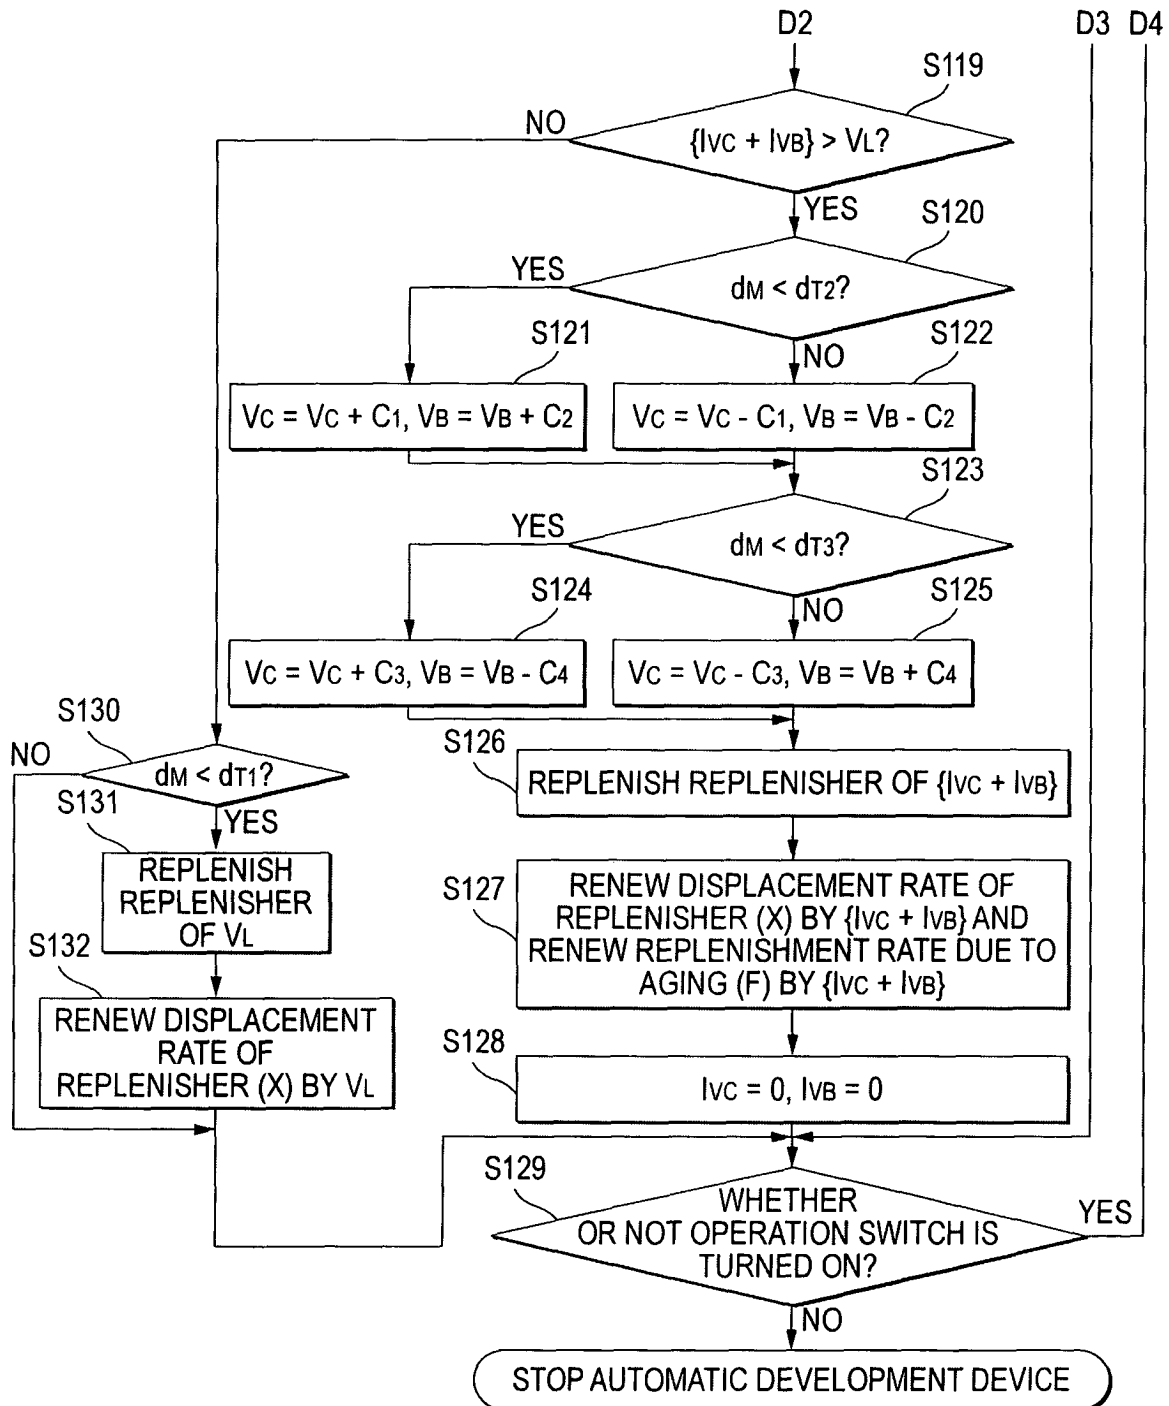 D2
D3
D4
S119
NO
{IVC + IVB} > VL?
YES
S120
YES
dM < dT2?
S121
NO
S122
VC = VC + C1, VB = VB + C2
VC = VC - C1, VB = VB - C2
S123
YES
dM < dT3?
S124
NO
S125
VC = VC + C3, VB = VB - C4
VC = VC - C3, VB = VB + C4
S130
NO
dM < dT1?
S126
REPLENISH REPLENISHER OF {IVC + IVB}
S131
YES
REPLENISH
REPLENISHER
OF VL
S127
RENEW DISPLACEMENT RATE OF
REPLENISHER (X) BY {IVC + IVB} AND
RENEW REPLENISHMENT RATE DUE TO
AGING (F) BY {IVC + IVB}
S132
RENEW DISPLACEMENT
RATE OF
REPLENISHER (X) BY VL
S128
IVC = 0, IVB = 0
S129
WHETHER
OR NOT OPERATION SWITCH IS
TURNED ON?
YES
NO
STOP AUTOMATIC DEVELOPMENT DEVICE